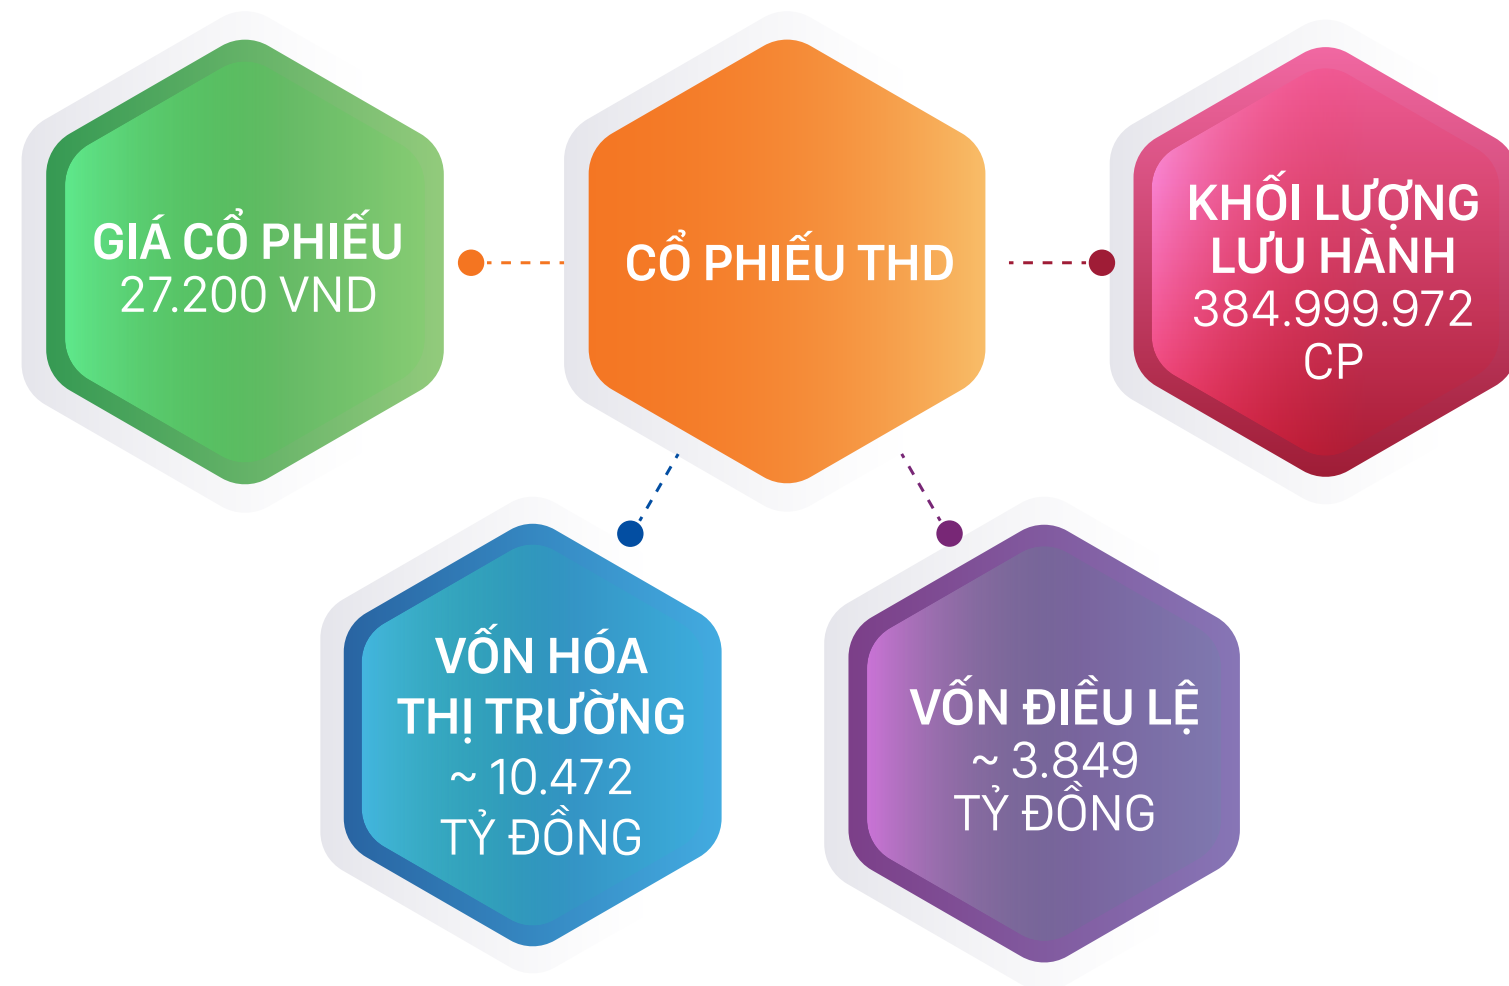 GIÁ CỔ PHIẾU
27.200 VND
CỔ PHIẾU THD
KHỐI LƯỢNG
LƯU HÀNH
384.999.972
CP
VỐN HÓA
THỊ TRƯỜNG
~ 10.472
TỶ ĐỒNG
VỐN ĐIỀU LỆ
~ 3.849
TỶ ĐỒNG